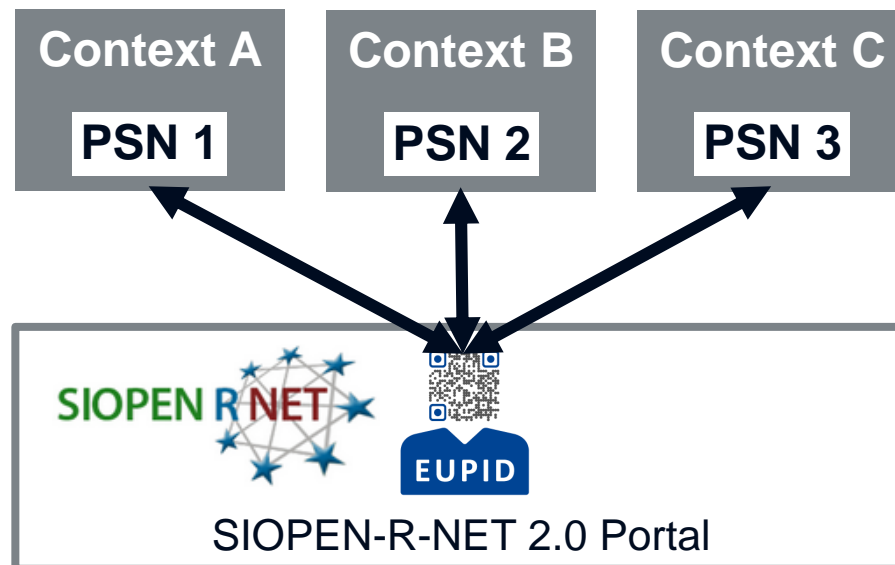 Context A
Context B
Context C
PSN 1
PSN 2
PSN 3
SIOPEN R NET
EUPID
SIOPEN-R-NET 2.0 Portal